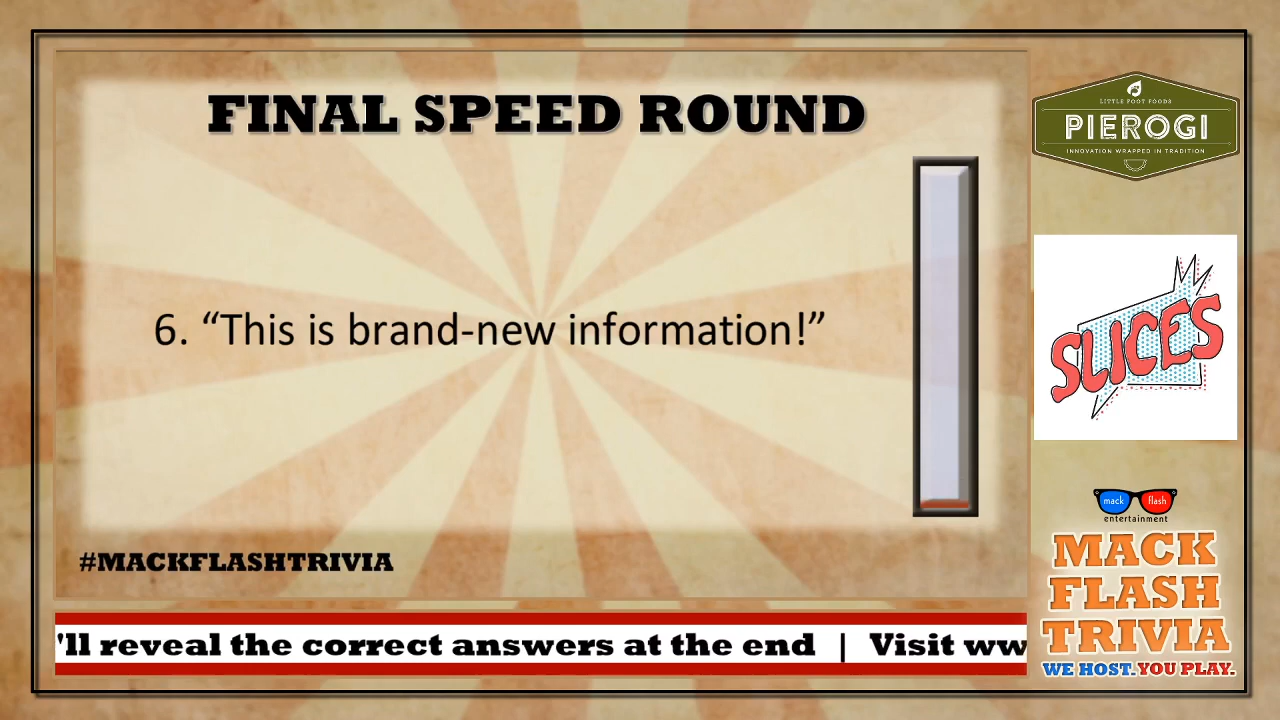 FINAL SPEED ROUND
6. “This is brand-new information!”
#MACKFLASHTRIVIA
'll reveal the correct answers at the end | Visit ww
LITTLE FOOT FOODS
PIEROGI
INNOVATION WRAPPED IN TRADITION
SLICES
mack flash
entertainment
MACK
FLASH
TRIVIA
WE HOST. YOU PLAY.